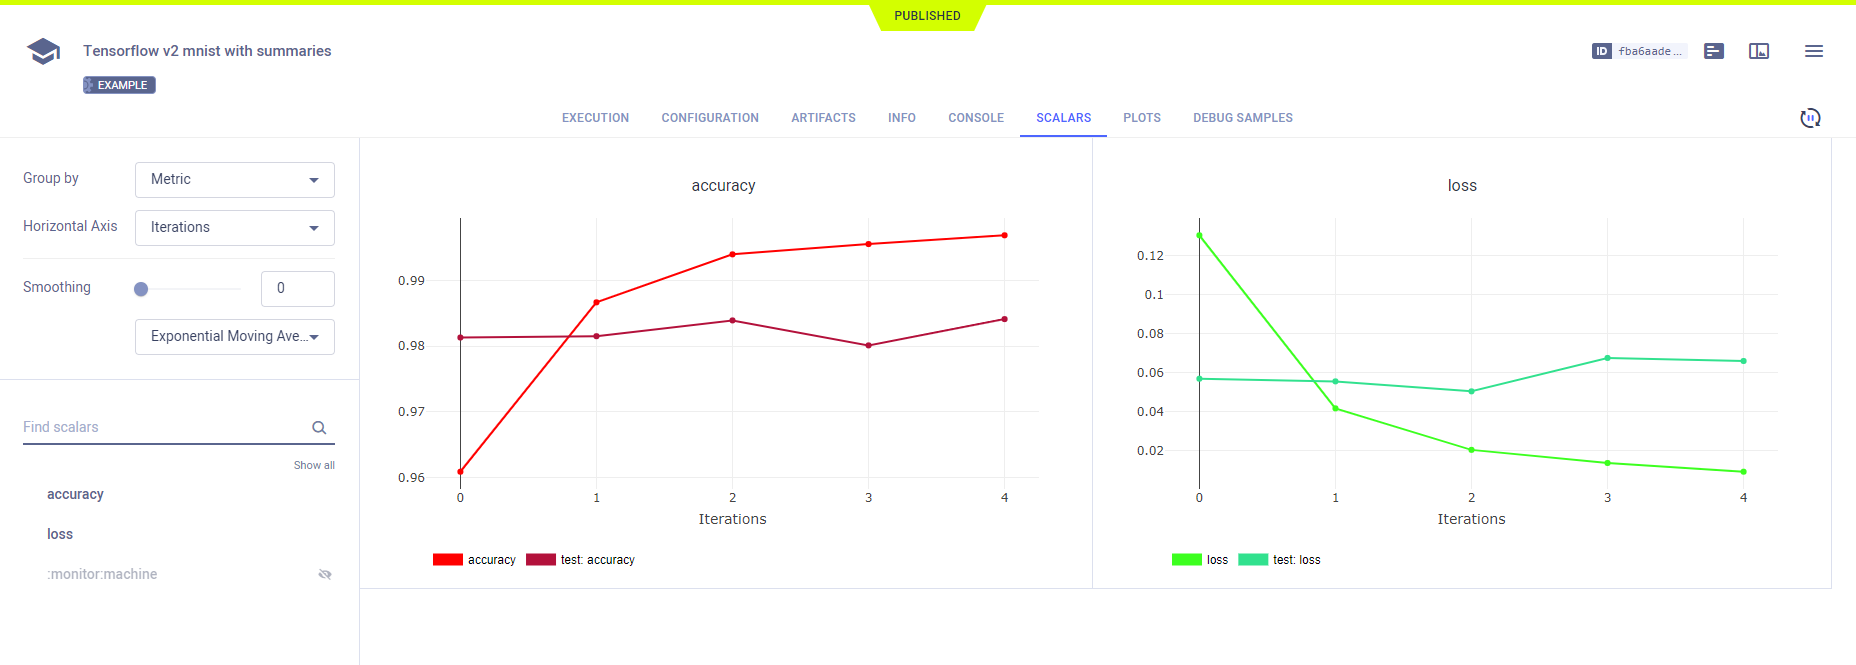 PUBLISHED
Tensorflow v2 mnist with summaries
ID fba6aade...
EXAMPLE
EXECUTION CONFIGURATION ARTIFACTS INFO CONSOLE SCALARS PLOTS DEBUG SAMPLES
Group by Metric
Horizontal Axis Iterations
Smoothing 0
Exponential Moving Ave...
Find scalars
Show all
accuracy
loss
:monitor:machine
accuracy
0.99
0.98
0.97
0.96
0 1 2 3 4
Iterations
accuracy test: accuracy
loss
0.12
0.1
0.08
0.06
0.04
0.02
0 1 2 3 4
Iterations
loss test: loss